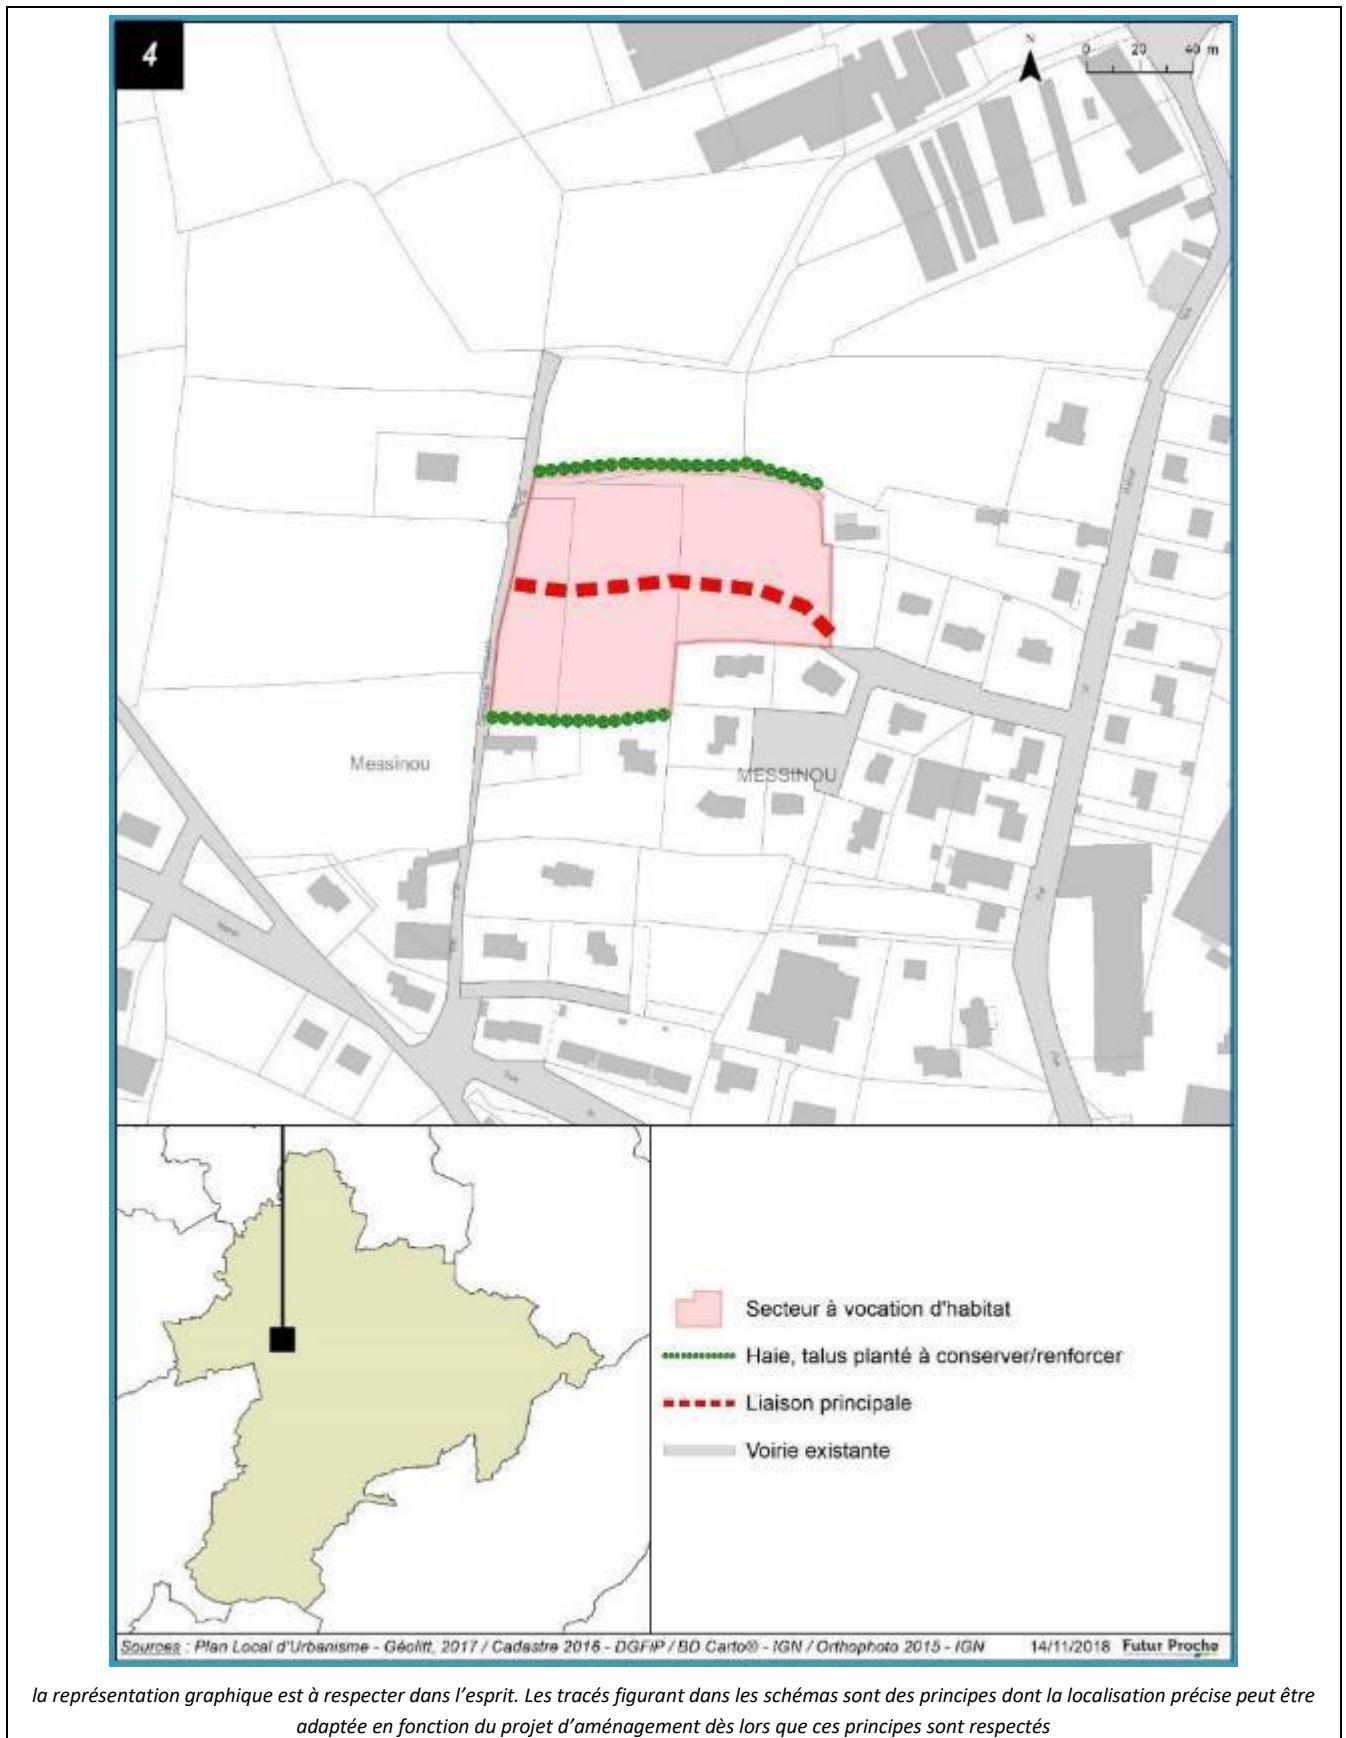 4
N
0 20 40 m
Messinou
MESSINOU
Secteur à vocation d'habitat
Haie, talus planté à conserver/renforcer
Liaison principale
Voirie existante
Sources : Plan Local d'Urbanisme - Géolitt, 2017 / Cadastre 2016 - DGFiP / BD Carto® - IGN / Orthophoto 2015 - IGN 14/11/2018 Futur Proche
la représentation graphique est à respecter dans l'esprit. Les tracés figurant dans les schémas sont des principes dont la localisation précise peut être
adaptée en fonction du projet d'aménagement dès lors que ces principes sont respectés